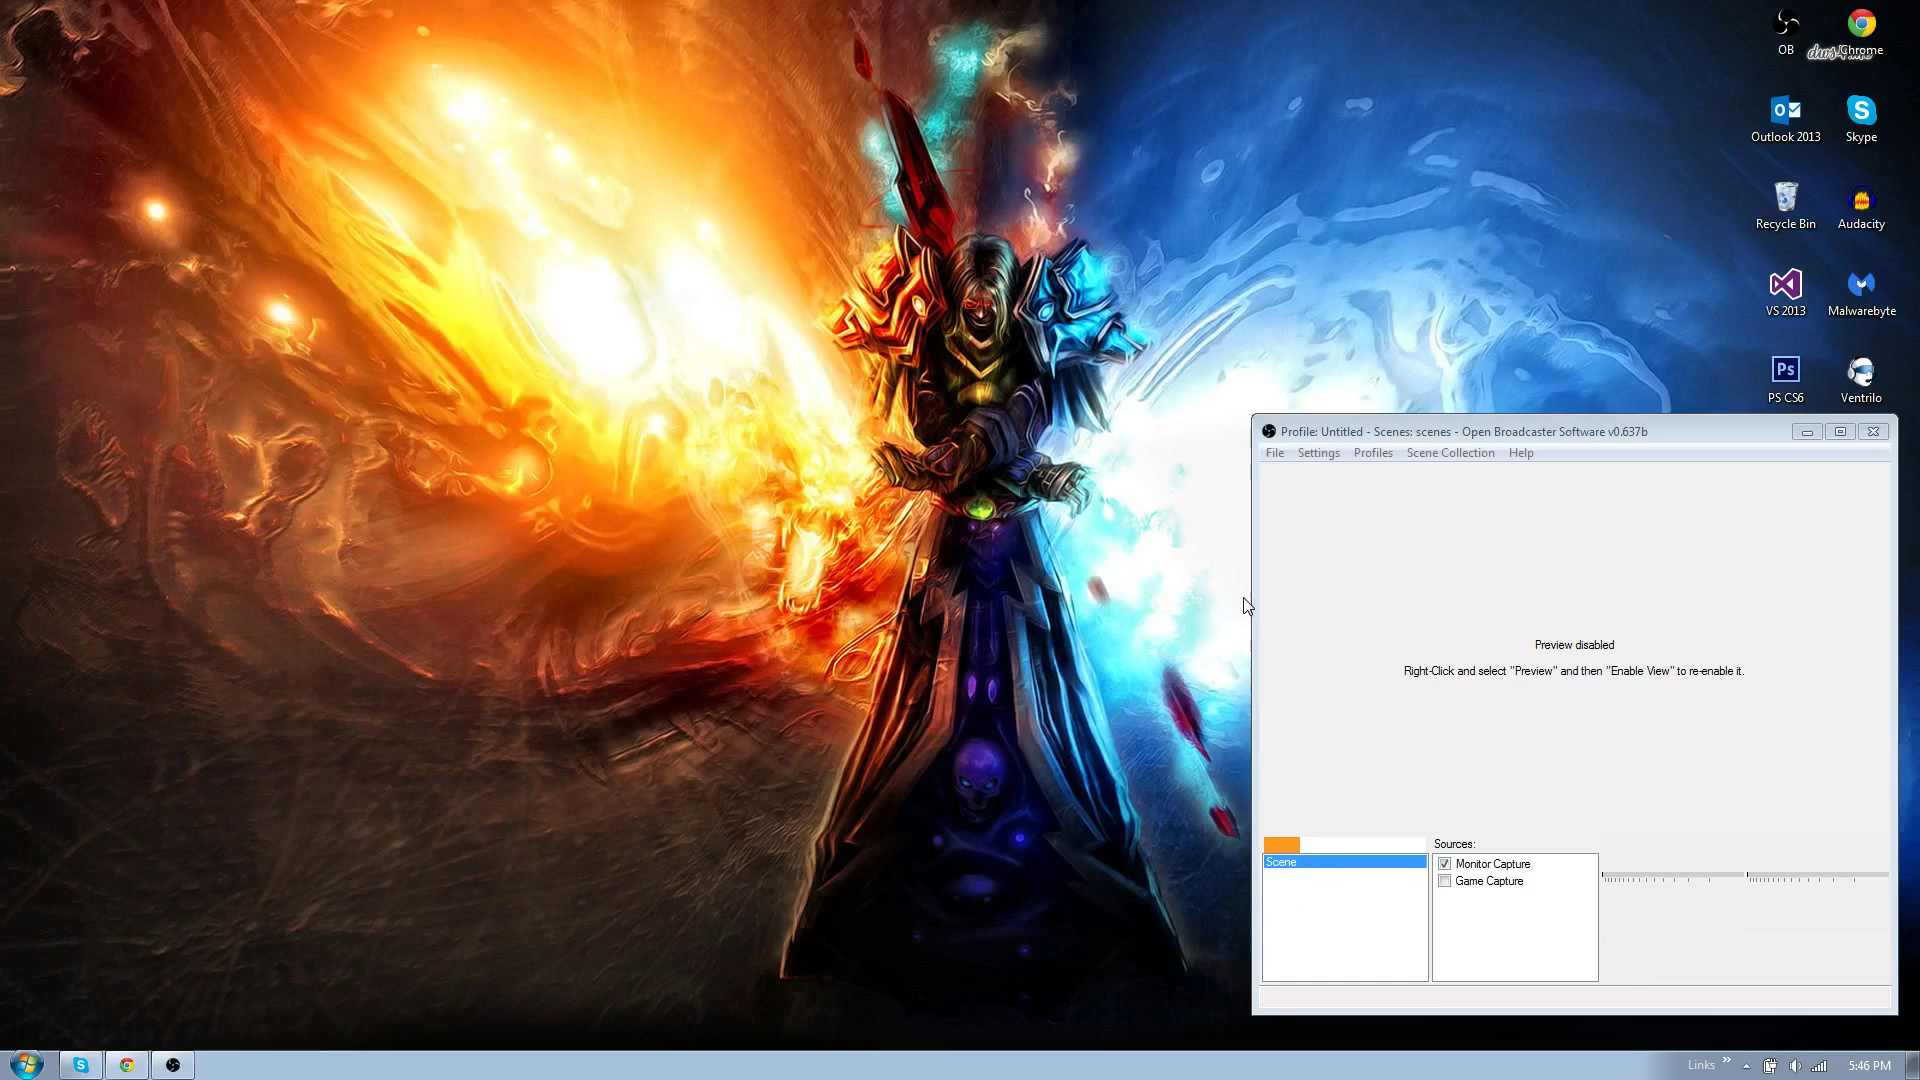 OB
Chrome
Outlook 2013
Skype
Recycle Bin
Audacity
VS 2013
Malwarebyte
Ps
PS CS6
Ventrilo
Profile: Untitled - Scenes: scenes - Open Broadcaster Software v0.637b
File Settings Profiles Scene Collection Help
Preview disabled
Right-Click and select "Preview" and then "Enable View" to re-enable it.
Sources:
Scene
Monitor Capture
Game Capture
Links
5:46 PM